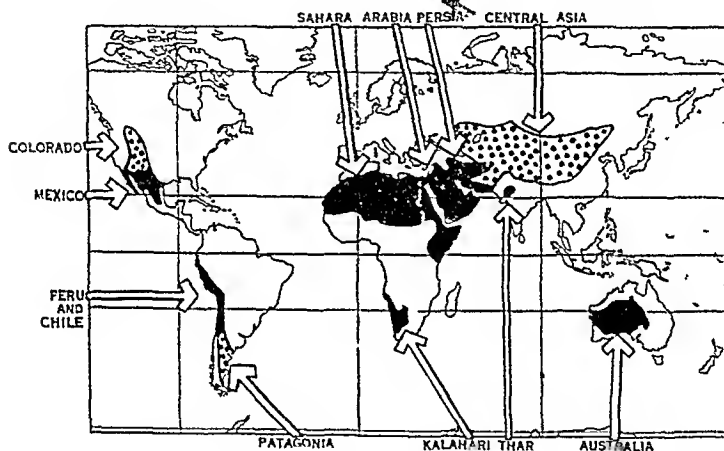 SAHARA ARABIA PERSIA CENTRAL ASIA
COLORADO
MEXICO
PERU
AND
CHILE
PATAGONIA KALAHARI THAR AUSTRALIA